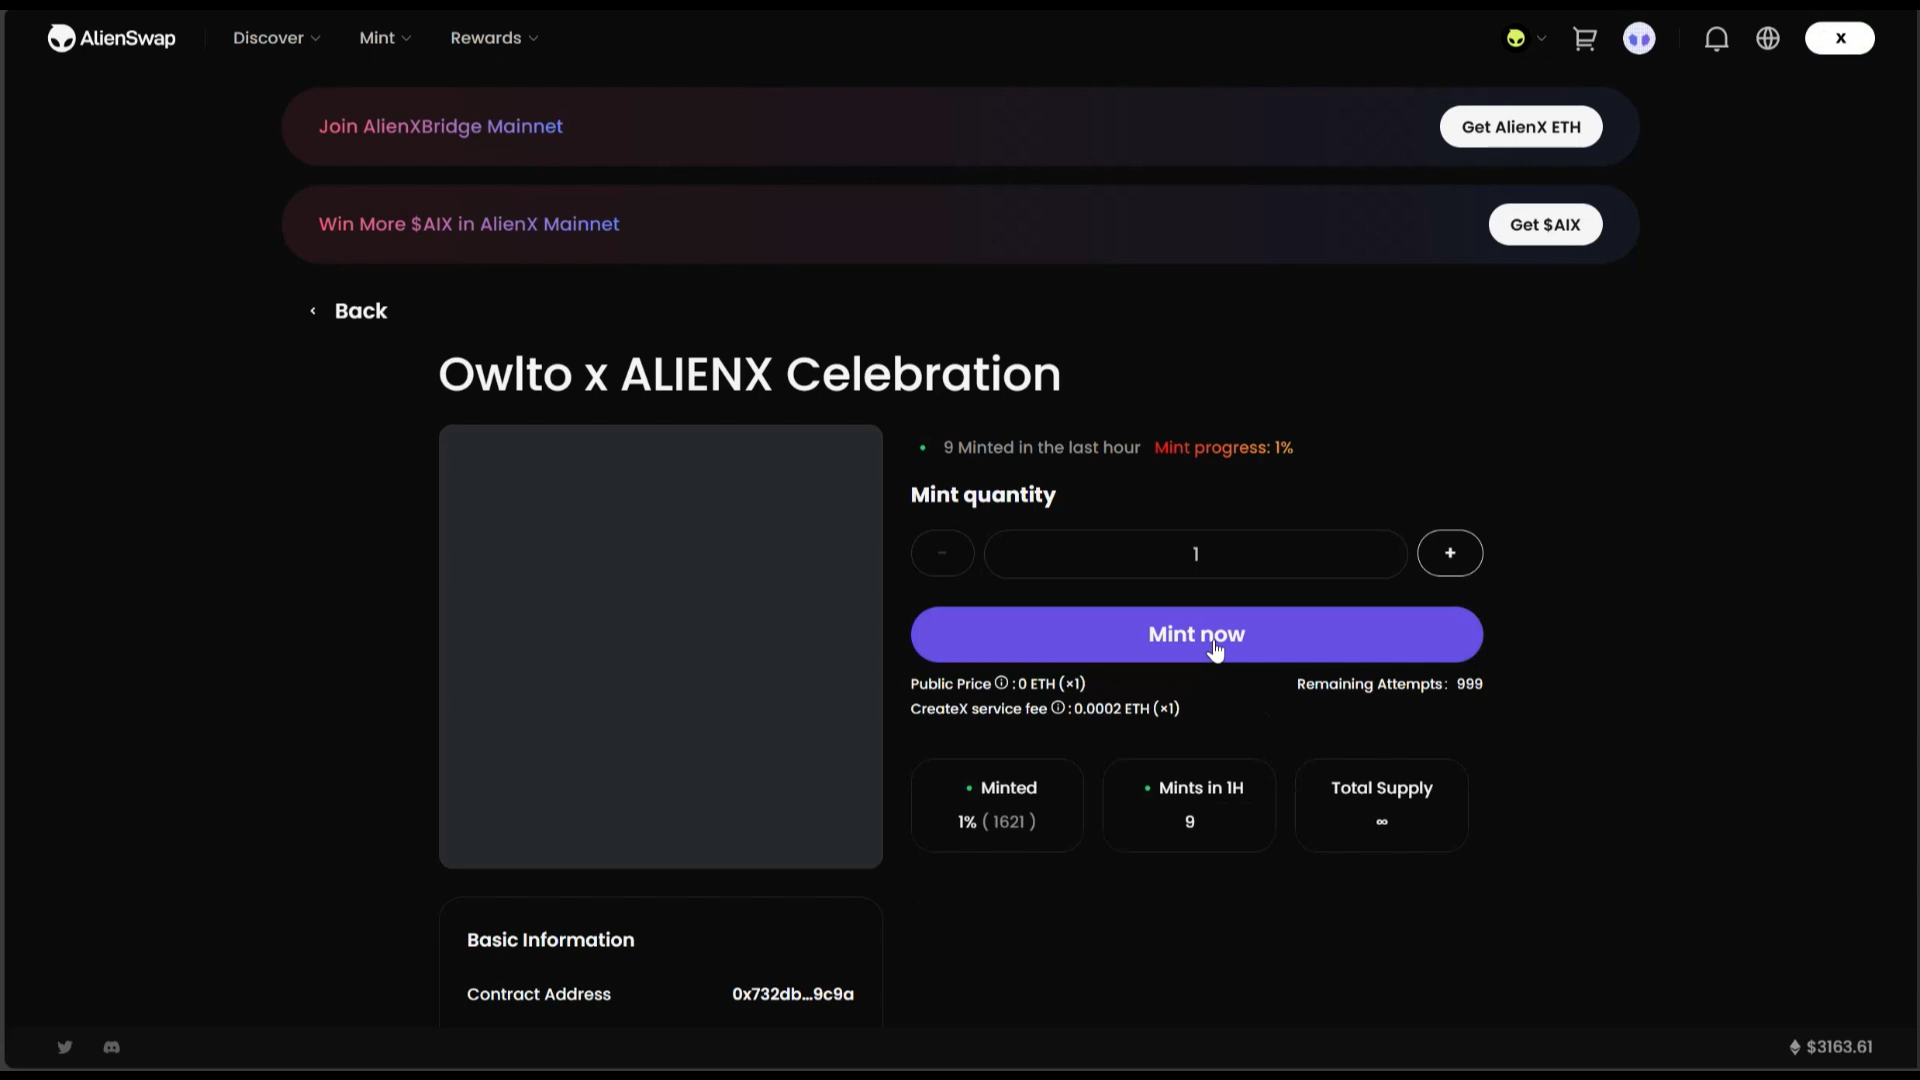 AlienSwap
Discover
Mint
Rewards
X
Join AlienXBridge Mainnet
Get AlienX ETH
Win More $AIX in AlienX Mainnet
Get $AIX
Back
Owlto x ALIENX Celebration
9 Minted in the last hour Mint progress: 1%
Mint quantity
-
1
+
Mint now
Public Price ⓘ : 0 ETH (×1)
Remaining Attempts: 999
CreateX service fee ⓘ : 0.0002 ETH (×1)
Minted
1% ( 1621 )
Mints in 1H
9
Total Supply
∞
Basic Information
Contract Address 0x732db...9c9a
$3163.61